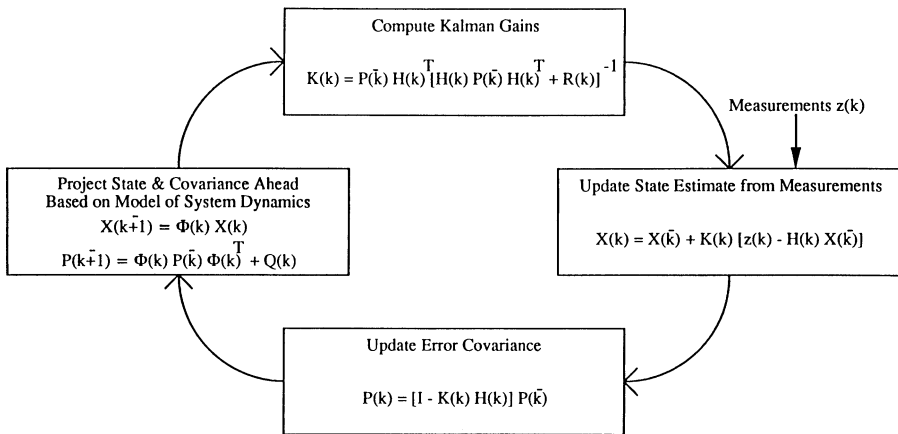 Compute Kalman Gains
K(k) = P(k̄) H(k)ᵀ [H(k) P(k̄) H(k)ᵀ + R(k)]⁻¹
Measurements z(k)
Project State & Covariance Ahead
Based on Model of System Dynamics
X(k+̄1) = Φ(k) X(k)
P(k+̄1) = Φ(k) P(k̄) Φ(k)ᵀ + Q(k)
Update State Estimate from Measurements
X(k) = X(k̄) + K(k) [z(k) - H(k) X(k̄)]
Update Error Covariance
P(k) = [I - K(k) H(k)] P(k̄)